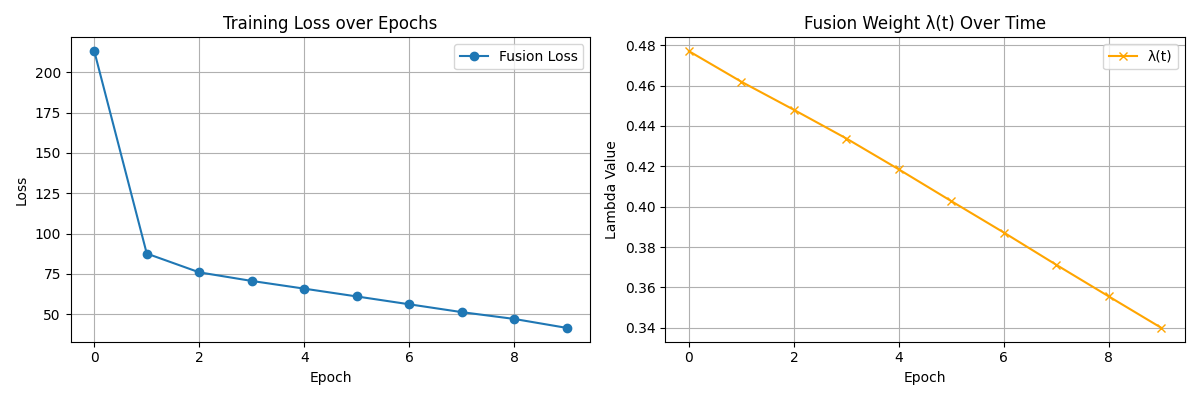 Training Loss over Epochs
Fusion Loss
200
175
150
125
100
75
50
Loss
0 2 4 6 8
Epoch
Fusion Weight λ(t) Over Time
λ(t)
0.48
0.46
0.44
0.42
0.40
0.38
0.36
0.34
Lambda Value
0 2 4 6 8
Epoch